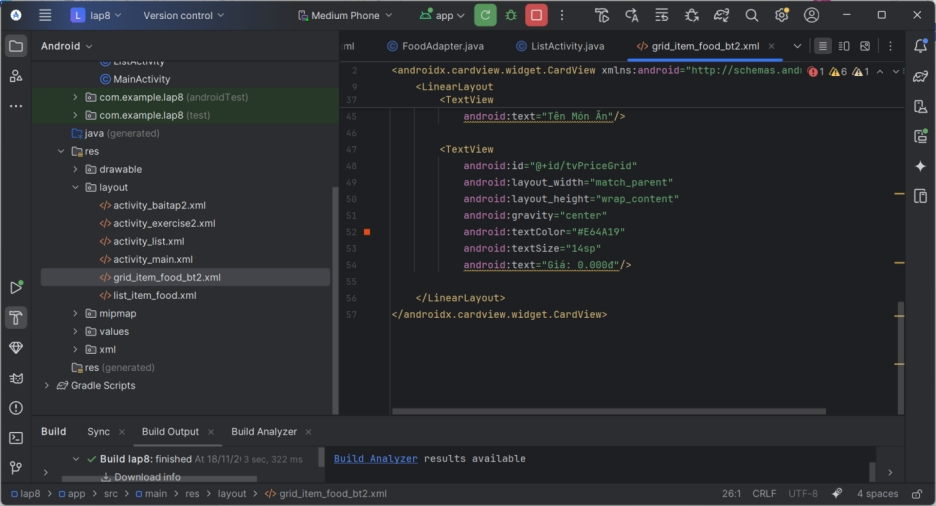 L lap8 Version control Medium Phone app
Android
.ml FoodAdapter.java ListActivity.java grid_item_food_bt2.xml
ListActivity
MainActivity
com.example.lap8 (androidTest)
com.example.lap8 (test)
java (generated)
res
drawable
layout
activity_baitap2.xml
activity_exercise2.xml
activity_list.xml
activity_main.xml
grid_item_food_bt2.xml
list_item_food.xml
mipmap
values
xml
res (generated)
Gradle Scripts
2 <androidx.cardview.widget.CardView xmlns:android="http://schemas.and 1 6 1
9 <LinearLayout
37 <TextView
45 android:text="Tên Món Ăn"/>
46
47 <TextView
48 android:id="@+id/tvPriceGrid"
49 android:layout_width="match_parent"
50 android:layout_height="wrap_content"
51 android:gravity="center"
52 android:textColor="#E64A19"
53 android:textSize="14sp"
54 android:text="Giá: 0.000đ"/>
55
56 </LinearLayout>
57 </androidx.cardview.widget.CardView>
Build Sync Build Output Build Analyzer
Build lap8: finished At 18/11/2 3 sec, 322 ms
Download info
Build Analyzer results available
lap8 > app > src > main > res > layout > grid_item_food_bt2.xml 26:1 CRLF UTF-8 4 spaces